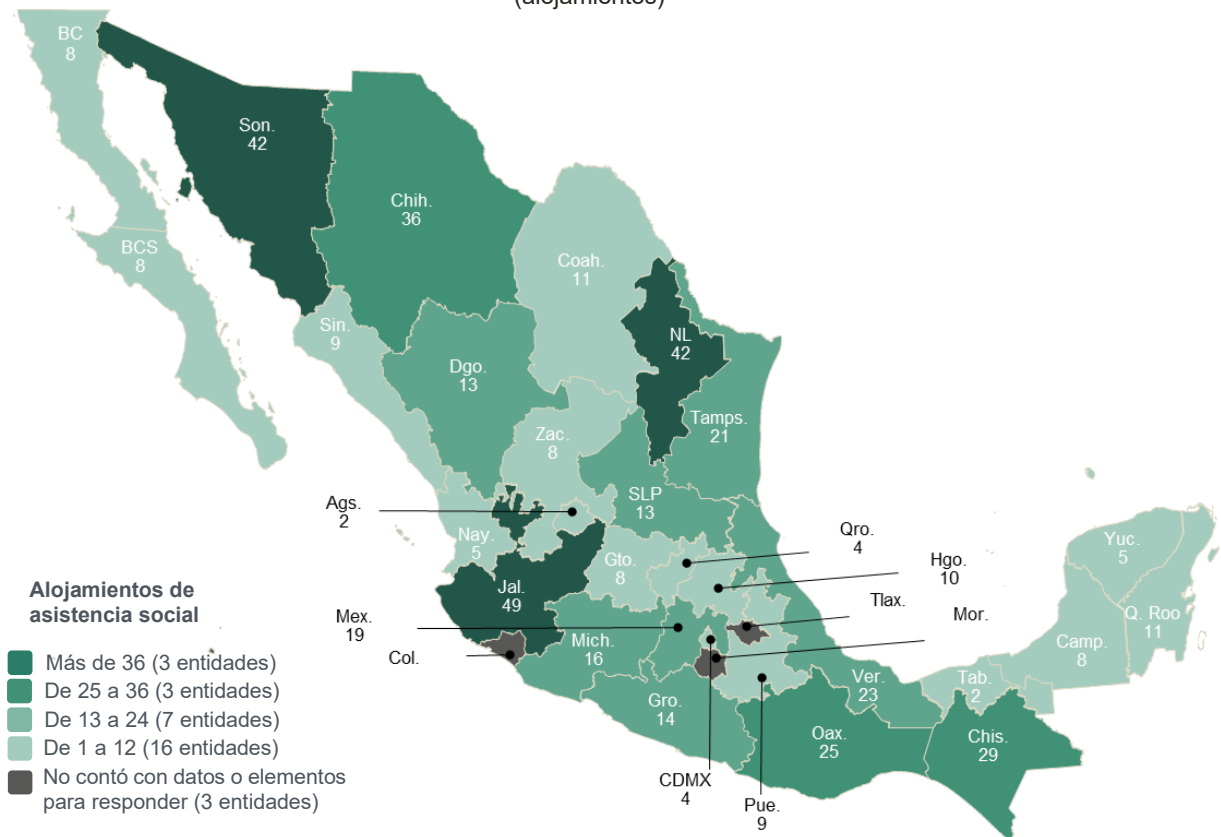 (alojamientos)
BC
8
Son.
42
Chih.
36
BCS
8
Coah.
11
Sin.
9
NL
42
Dgo.
13
Tamps.
21
Zac.
8
Ags.
2
SLP
13
Nay.
5
Qro.
4
Yuc.
5
Gto.
8
Hgo.
10
Jal.
49
Tlax.
Mex.
19
Mor.
Q. Roo
11
Col.
Mich.
16
Camp.
8
Ver.
23
Tab.
2
Gro.
14
Oax.
25
Chis.
29
CDMX
4
Pue.
9
Alojamientos de
asistencia social
Más de 36 (3 entidades)
De 25 a 36 (3 entidades)
De 13 a 24 (7 entidades)
De 1 a 12 (16 entidades)
No contó con datos o elementos
para responder (3 entidades)